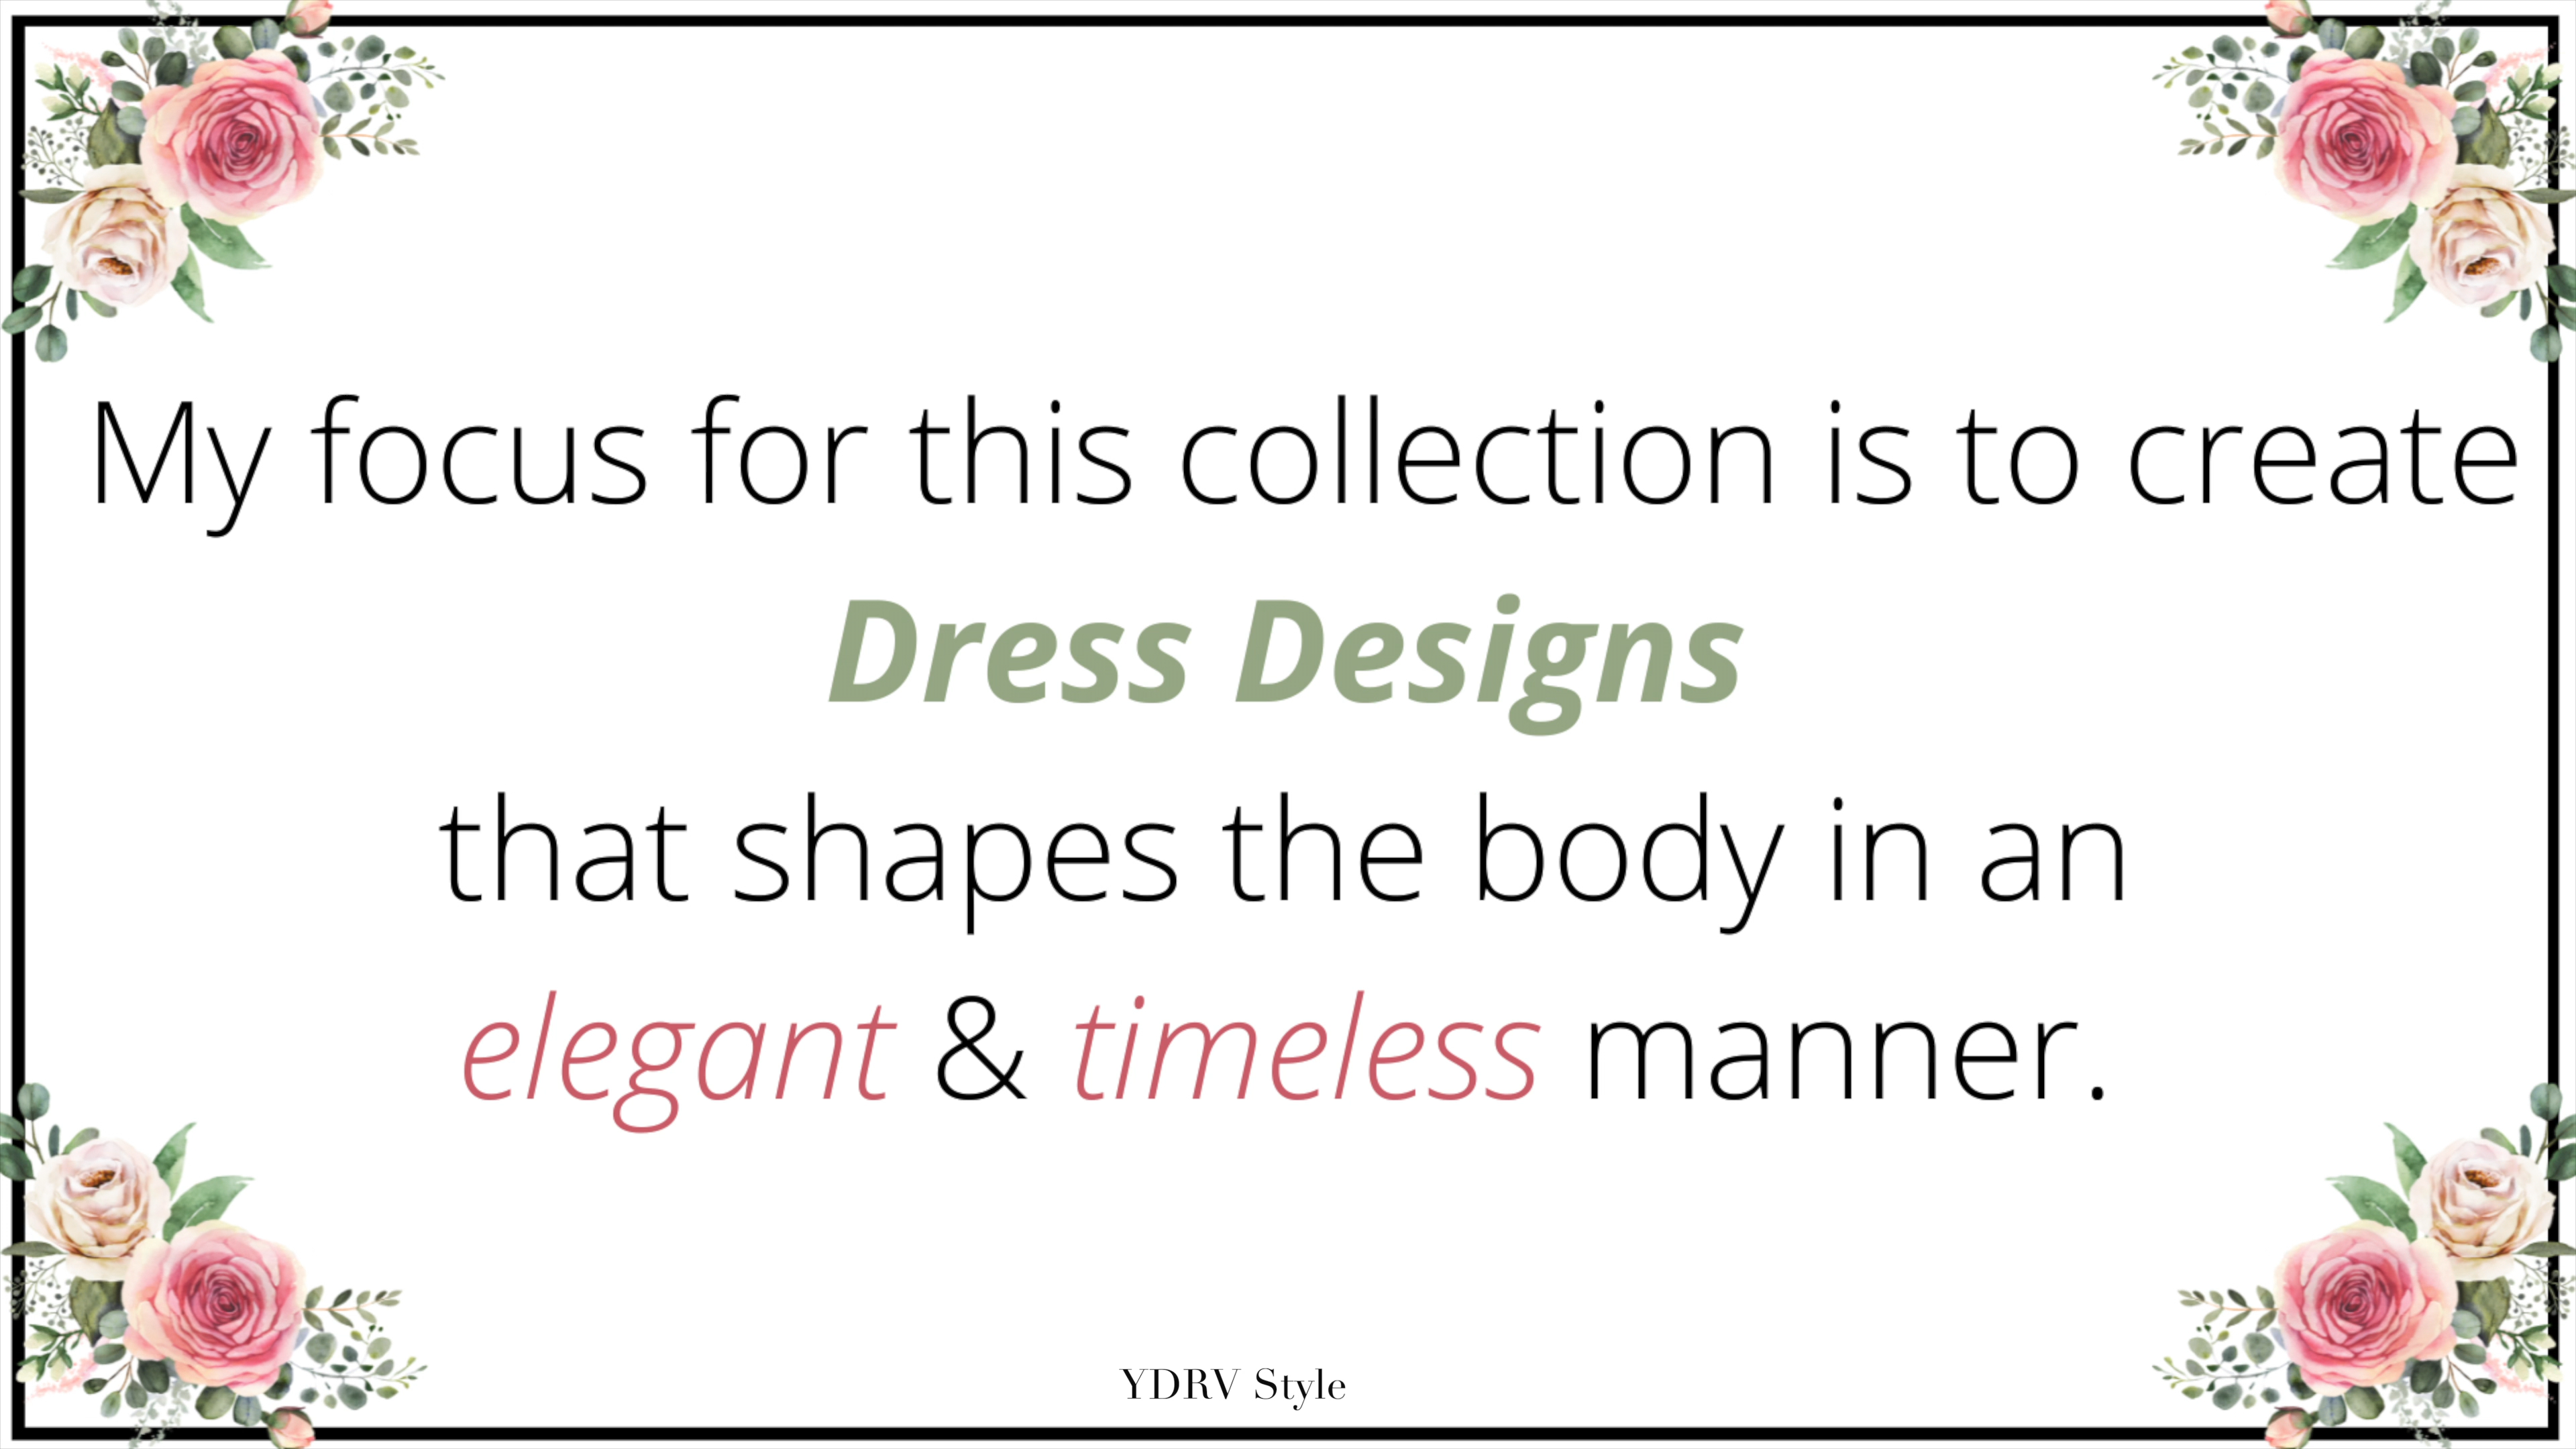 My focus for this collection is to create
Dress Designs
that shapes the body in an
elegant & timeless manner.
YDRV Style